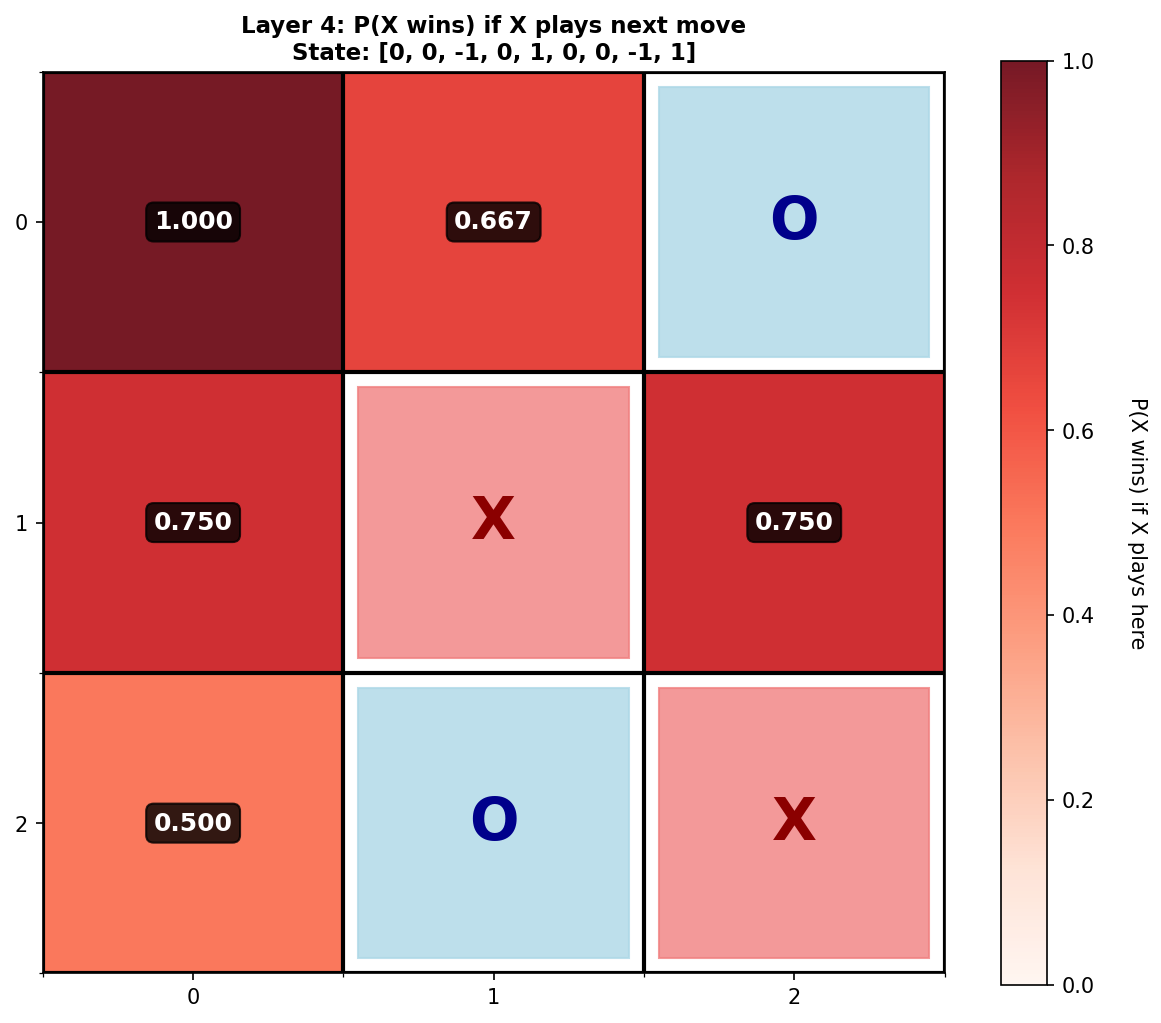 Layer 4: P(X wins) if X plays next move
State: [0, 0, -1, 0, 1, 0, 0, -1, 1]
0
1.000
0.667
O
1
0.750
X
0.750
2
0.500
O
X
0
1
2
1.0
0.8
0.6
0.4
0.2
0.0
P(X wins) if X plays here